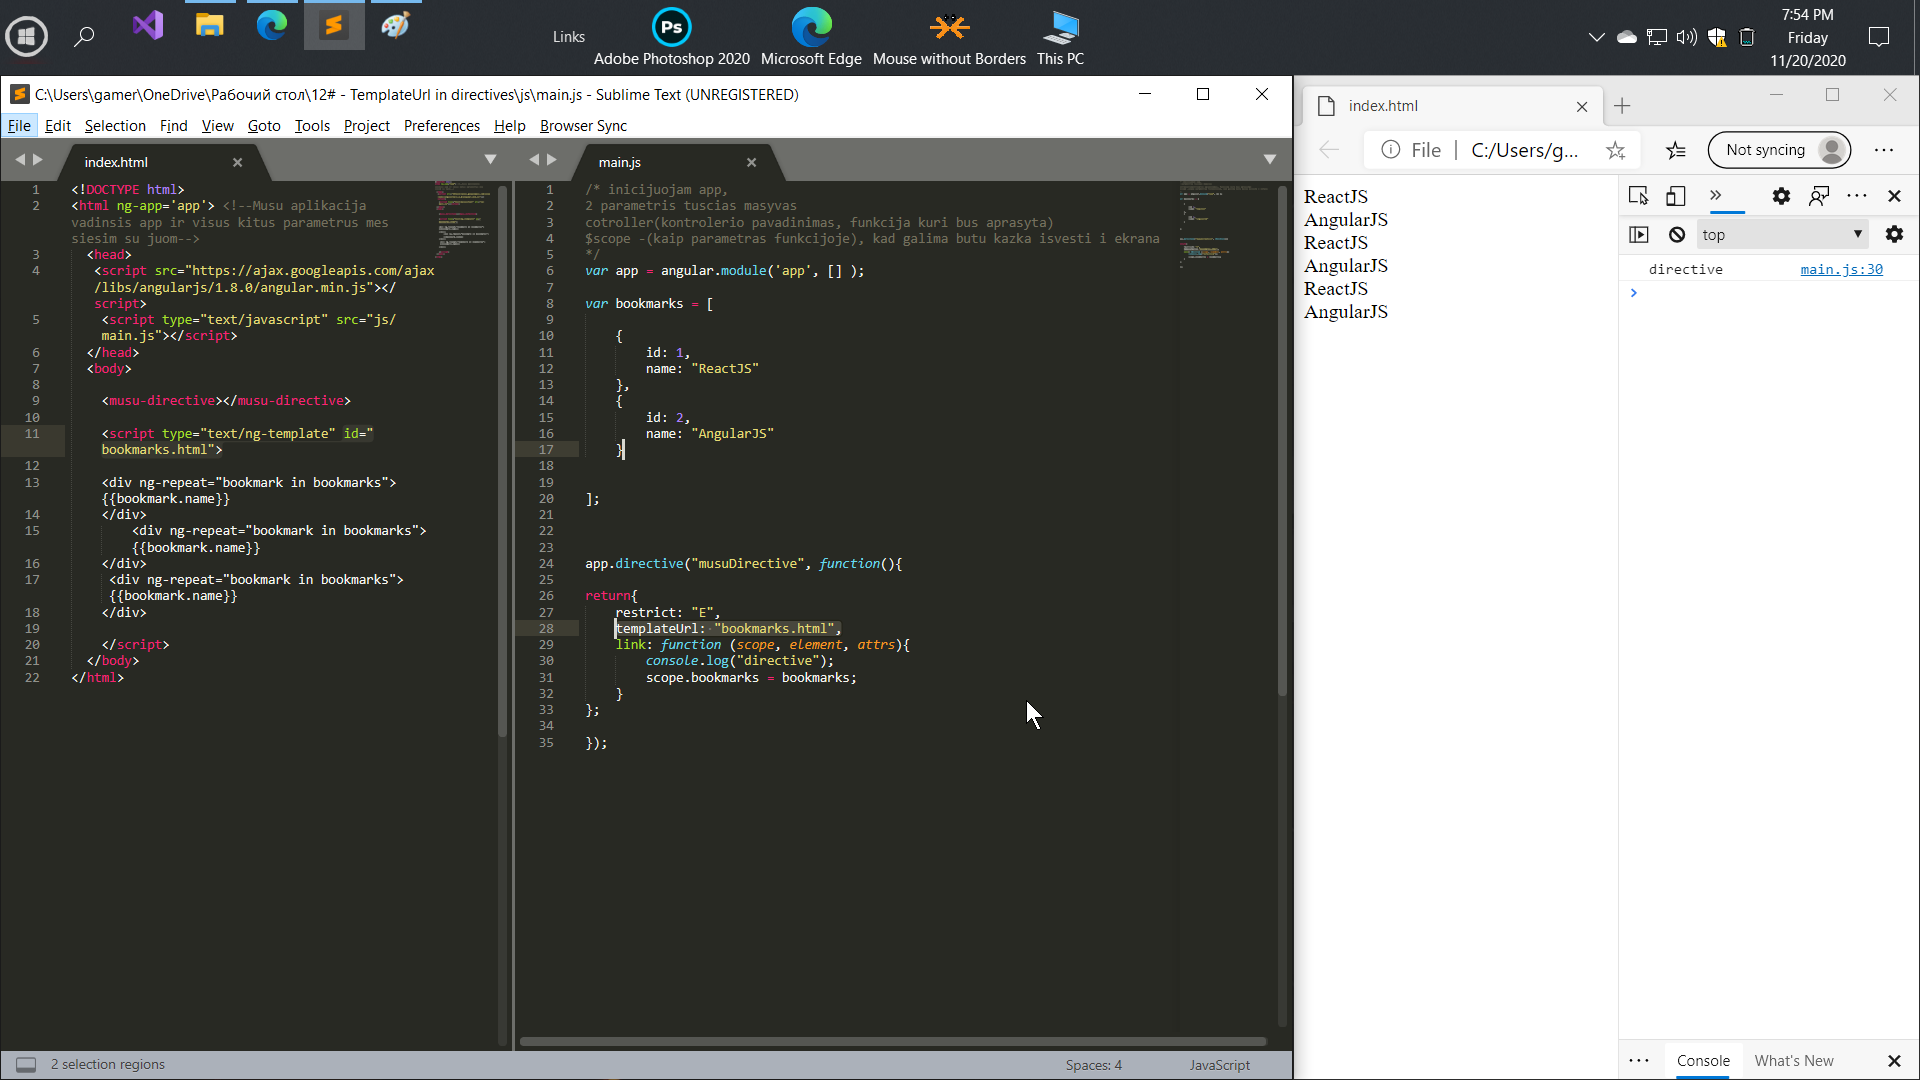 Links
Ps
Adobe Photoshop 2020
Microsoft Edge
Mouse without Borders
This PC
7:54 PM
Friday
11/20/2020
C:\Users\gamer\OneDrive\Рабочий стол\12# - TemplateUrl in directives\js\main.js - Sublime Text (UNREGISTERED)
File Edit Selection Find View Goto Tools Project Preferences Help Browser Sync
index.html
1 <!DOCTYPE html>
2 <html ng-app='app'> <!--Musu aplikacija
vadinsis app ir visus kitus parametrus mes
siesim su juom-->
3 <head>
4 <script src="https://ajax.googleapis.com/ajax
/libs/angularjs/1.8.0/angular.min.js"></
script>
5 <script type="text/javascript" src="js/
main.js"></script>
6 </head>
7 <body>
8
9 <musu-directive></musu-directive>
10
11 <script type="text/ng-template" id="
bookmarks.html">
12
13 <div ng-repeat="bookmark in bookmarks">
{{bookmark.name}}
14 </div>
15 <div ng-repeat="bookmark in bookmarks">
{{bookmark.name}}
16 </div>
17 <div ng-repeat="bookmark in bookmarks">
{{bookmark.name}}
18 </div>
19
20 </script>
21 </body>
22 </html>
main.js
1 /* inicijuojam app,
2 2 parametris tuscias masyvas
3 cotroller(kontrolerio pavadinimas, funkcija kuri bus aprasyta)
4 $scope -(kaip parametras funkcijoje), kad galima butu kazka isvesti i ekrana
5 */
6 var app = angular.module('app', [] );
7
8 var bookmarks = [
9
10 {
11 id: 1,
12 name: "ReactJS"
13 },
14 {
15 id: 2,
16 name: "AngularJS"
17 }
18
19
20 ];
21
22
23
24 app.directive("musuDirective", function(){
25
26 return{
27 restrict: "E",
28 templateUrl: "bookmarks.html",
29 link: function (scope, element, attrs){
30 console.log("directive");
31 scope.bookmarks = bookmarks;
32 }
33 };
34
35 });
2 selection regions
Spaces: 4
JavaScript
index.html
File
C:/Users/g...
Not syncing
ReactJS
AngularJS
ReactJS
AngularJS
ReactJS
AngularJS
top
directive main.js:30
Console
What's New